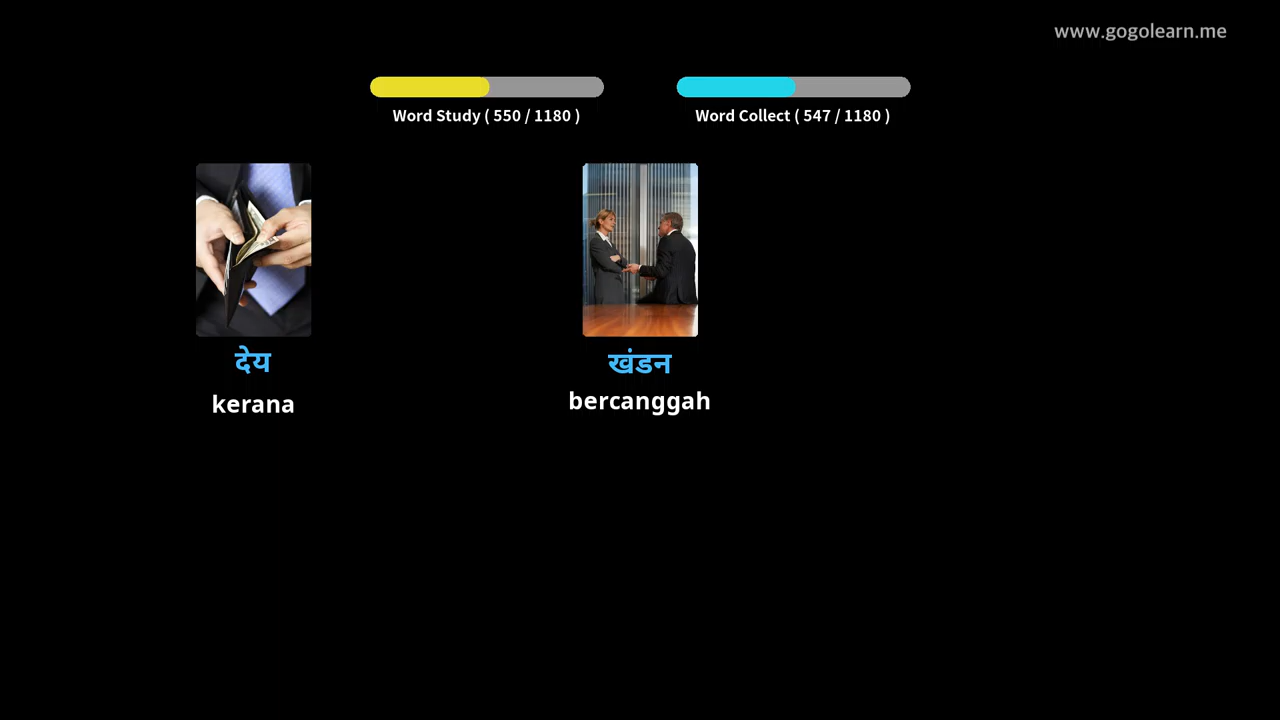 www.gogolearn.me
Word Study ( 550 / 1180 )
Word Collect ( 547 / 1180 )
देय
खंडन
kerana
bercanggah